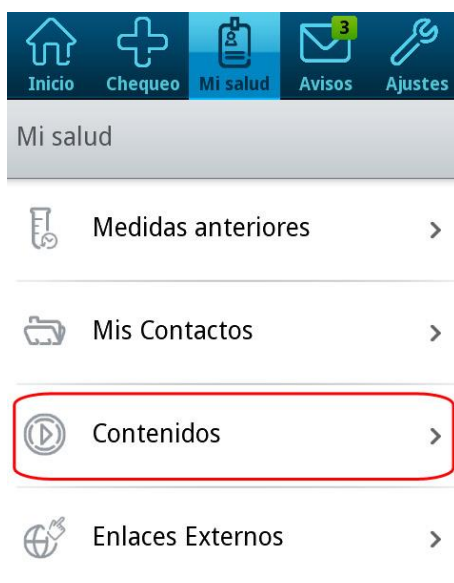 3
Inicio Chequeo Mi salud Avisos Ajustes
Mi salud
Medidas anteriores
Mis Contactos
Contenidos
Enlaces Externos